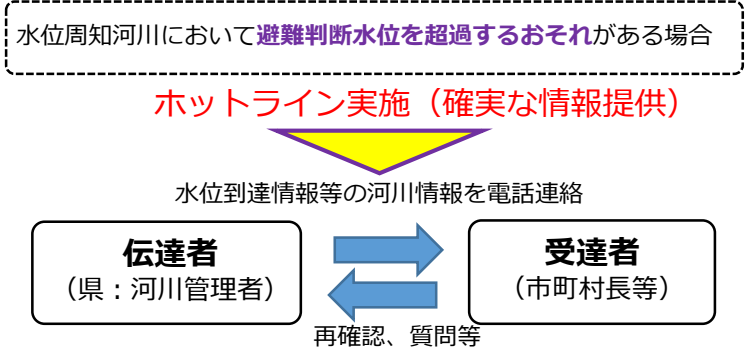 水位周知河川において避難判断水位を超過するおそれがある場合
ホットライン実施（確実な情報提供）
水位到達情報等の河川情報を電話連絡
伝達者
（県：河川管理者）
受達者
（市町村長等）
再確認、質問等